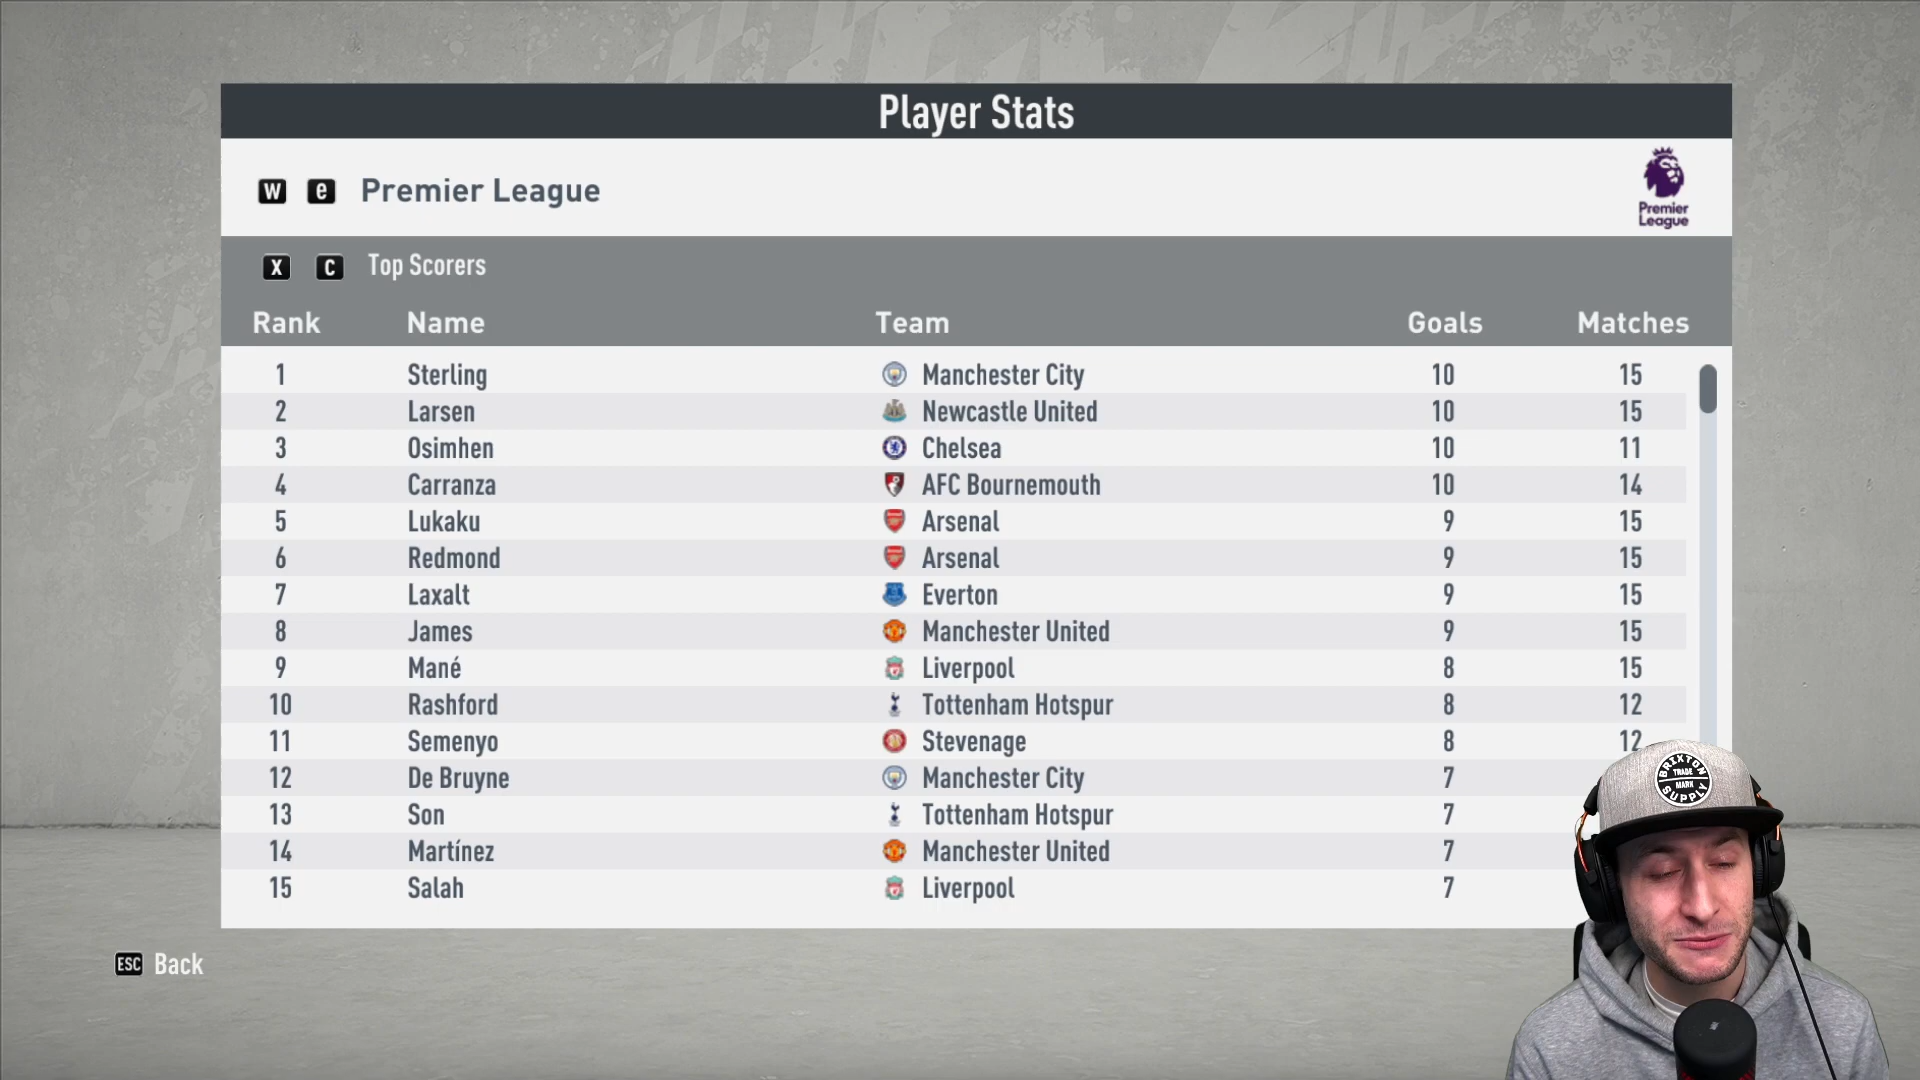 Player Stats
W e Premier League
Premier League
X C Top Scorers
Rank Name Team Goals Matches
1 Sterling Manchester City 10 15
2 Larsen Newcastle United 10 15
3 Osimhen Chelsea 10 11
4 Carranza AFC Bournemouth 10 14
5 Lukaku Arsenal 9 15
6 Redmond Arsenal 9 15
7 Laxalt Everton 9 15
8 James Manchester United 9 15
9 Mané Liverpool 8 15
10 Rashford Tottenham Hotspur 8 12
11 Semenyo Stevenage 8 12
12 De Bruyne Manchester City 7
13 Son Tottenham Hotspur 7
14 Martínez Manchester United 7
15 Salah Liverpool 7
BRIXTON TRADE MARK SUPPLY
ESC Back